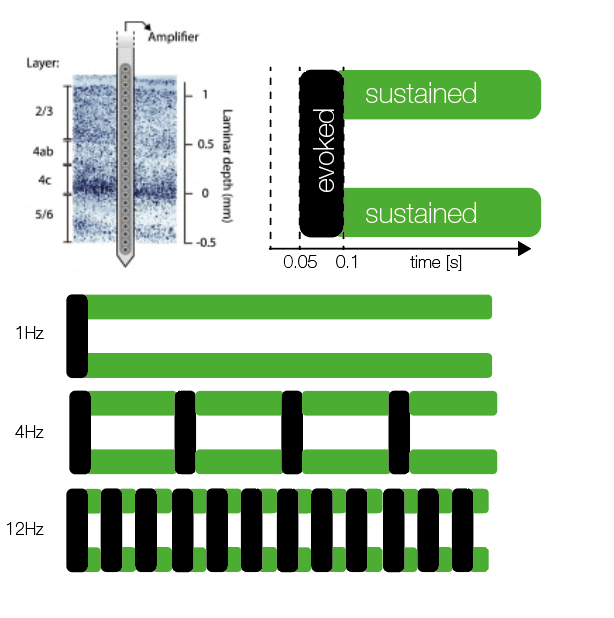 Amplifier
Layer:
2/3
4ab
4c
5/6
1
0.5
0
-0.5
Laminar depth (mm)
evoked
sustained
sustained
0.05
0.1
time [s]
1Hz
4Hz
12Hz